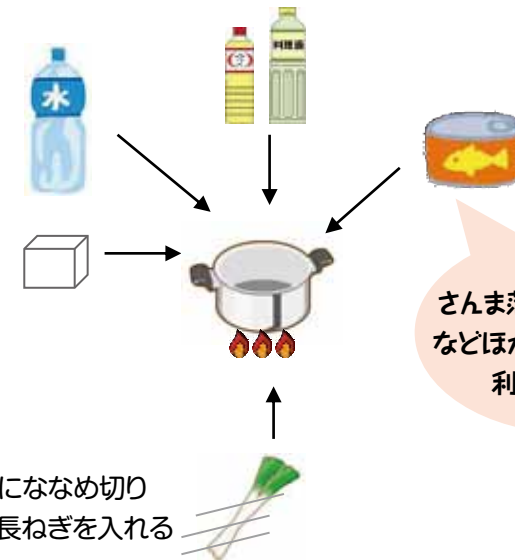 水
料理酒
さんま
などほか
利
にななめ切り
長ねぎを入れる